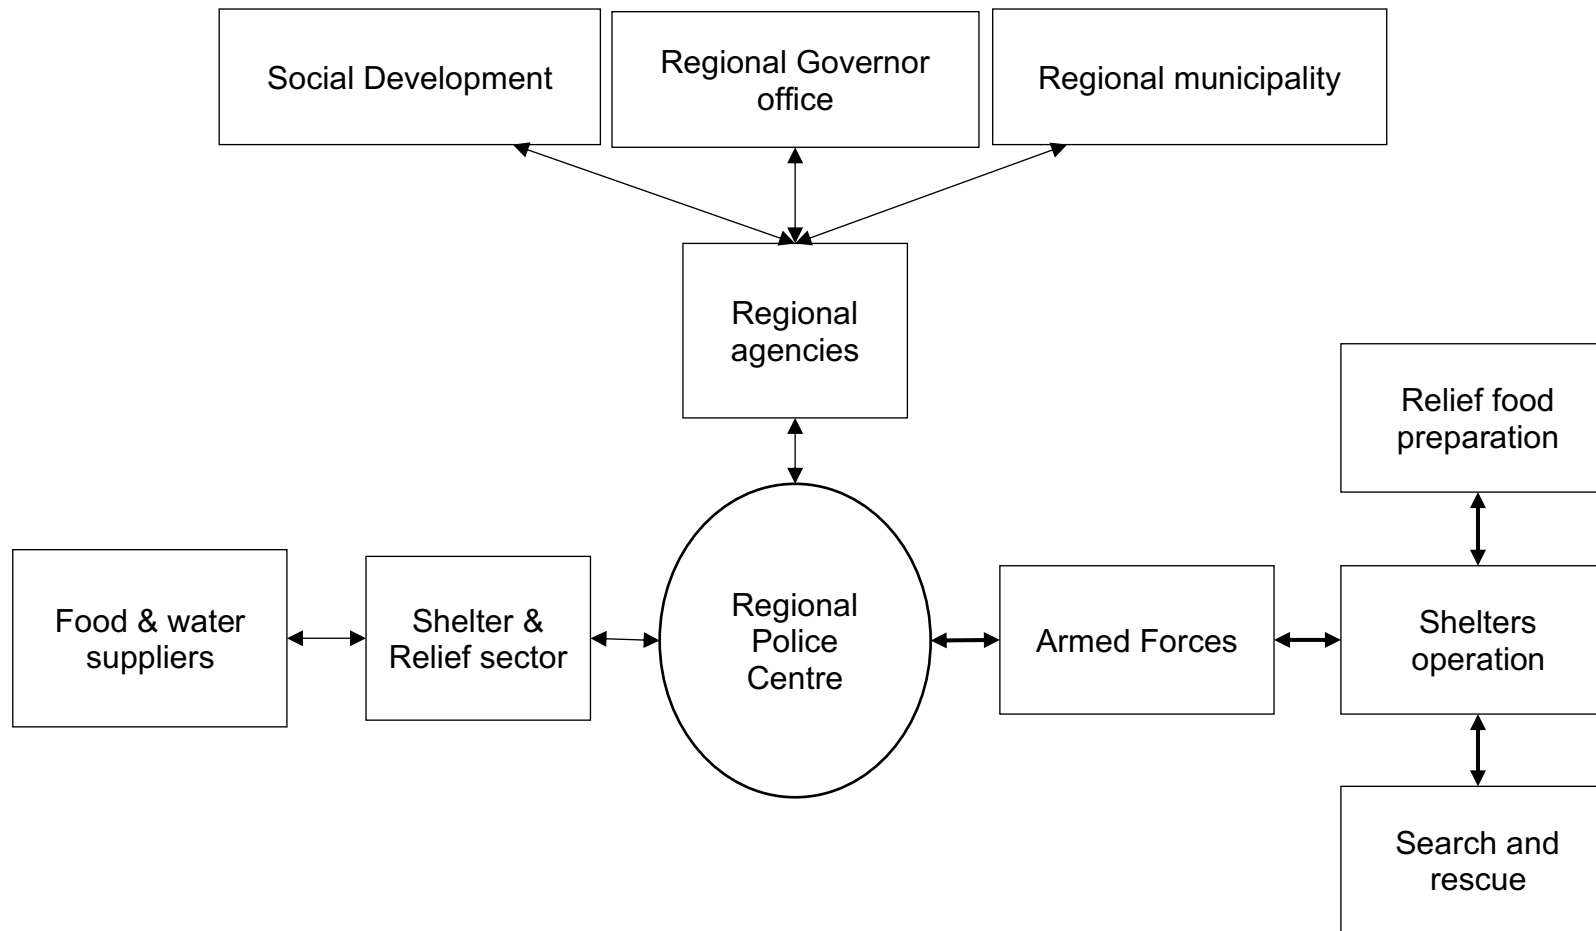 Social Development
Regional Governor
office
Regional municipality
Regional
agencies
Relief food
preparation
Food & water
suppliers
Shelter &
Relief sector
Regional
Police
Centre
Armed Forces
Shelters
operation
Search and
rescue